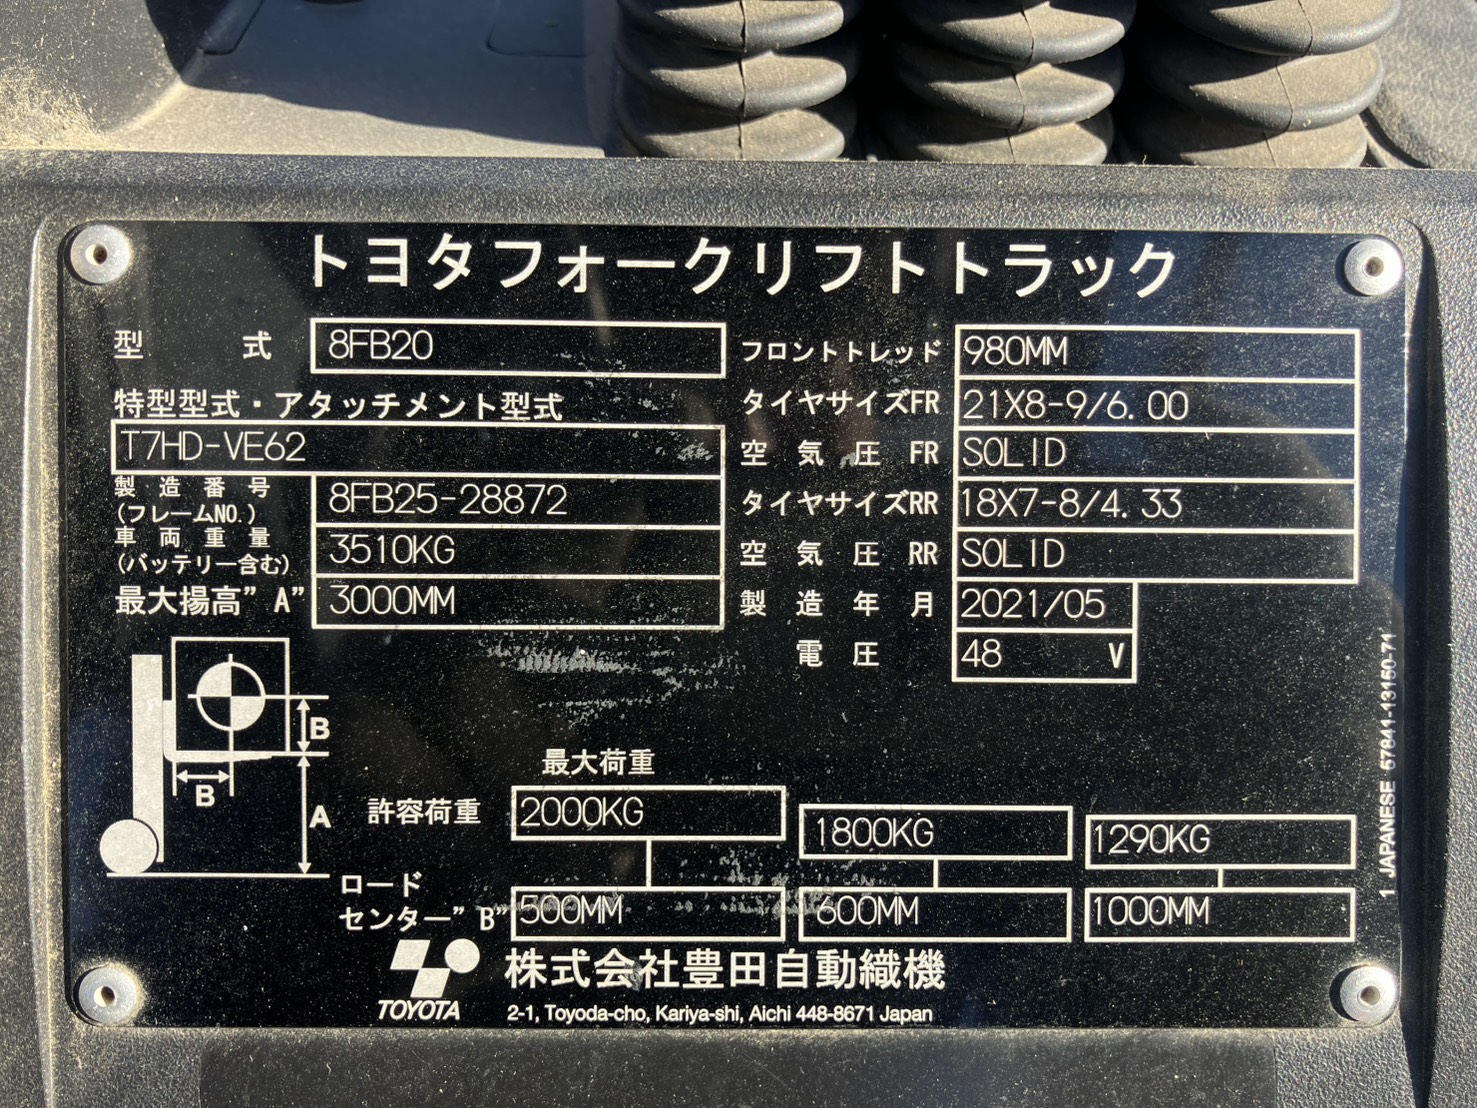 トヨタフォークリフトトラック
型式 8FB20
特型型式・アタッチメント型式
T7HD-VE62
製造番号 8FB25-28872
(フレームNO.)
車両重量 3510KG
(バッテリー含む)
最大揚高"A" 3000MM
フロントトレッド 980MM
タイヤサイズFR 21X8-9/6.00
空気圧 FR SOLID
タイヤサイズRR 18X7-8/4.33
空気圧 RR SOLID
製造年月 2021/05
電圧 48 V
B
B
A
最大荷重
許容荷重 2000KG 1800KG 1290KG
ロード
センター"B" 500MM 600MM 1000MM
TOYOTA
株式会社豊田自動織機
2-1, Toyoda-cho, Kariya-shi, Aichi 448-8671 Japan
1 JAPANESE 57841-13150-71